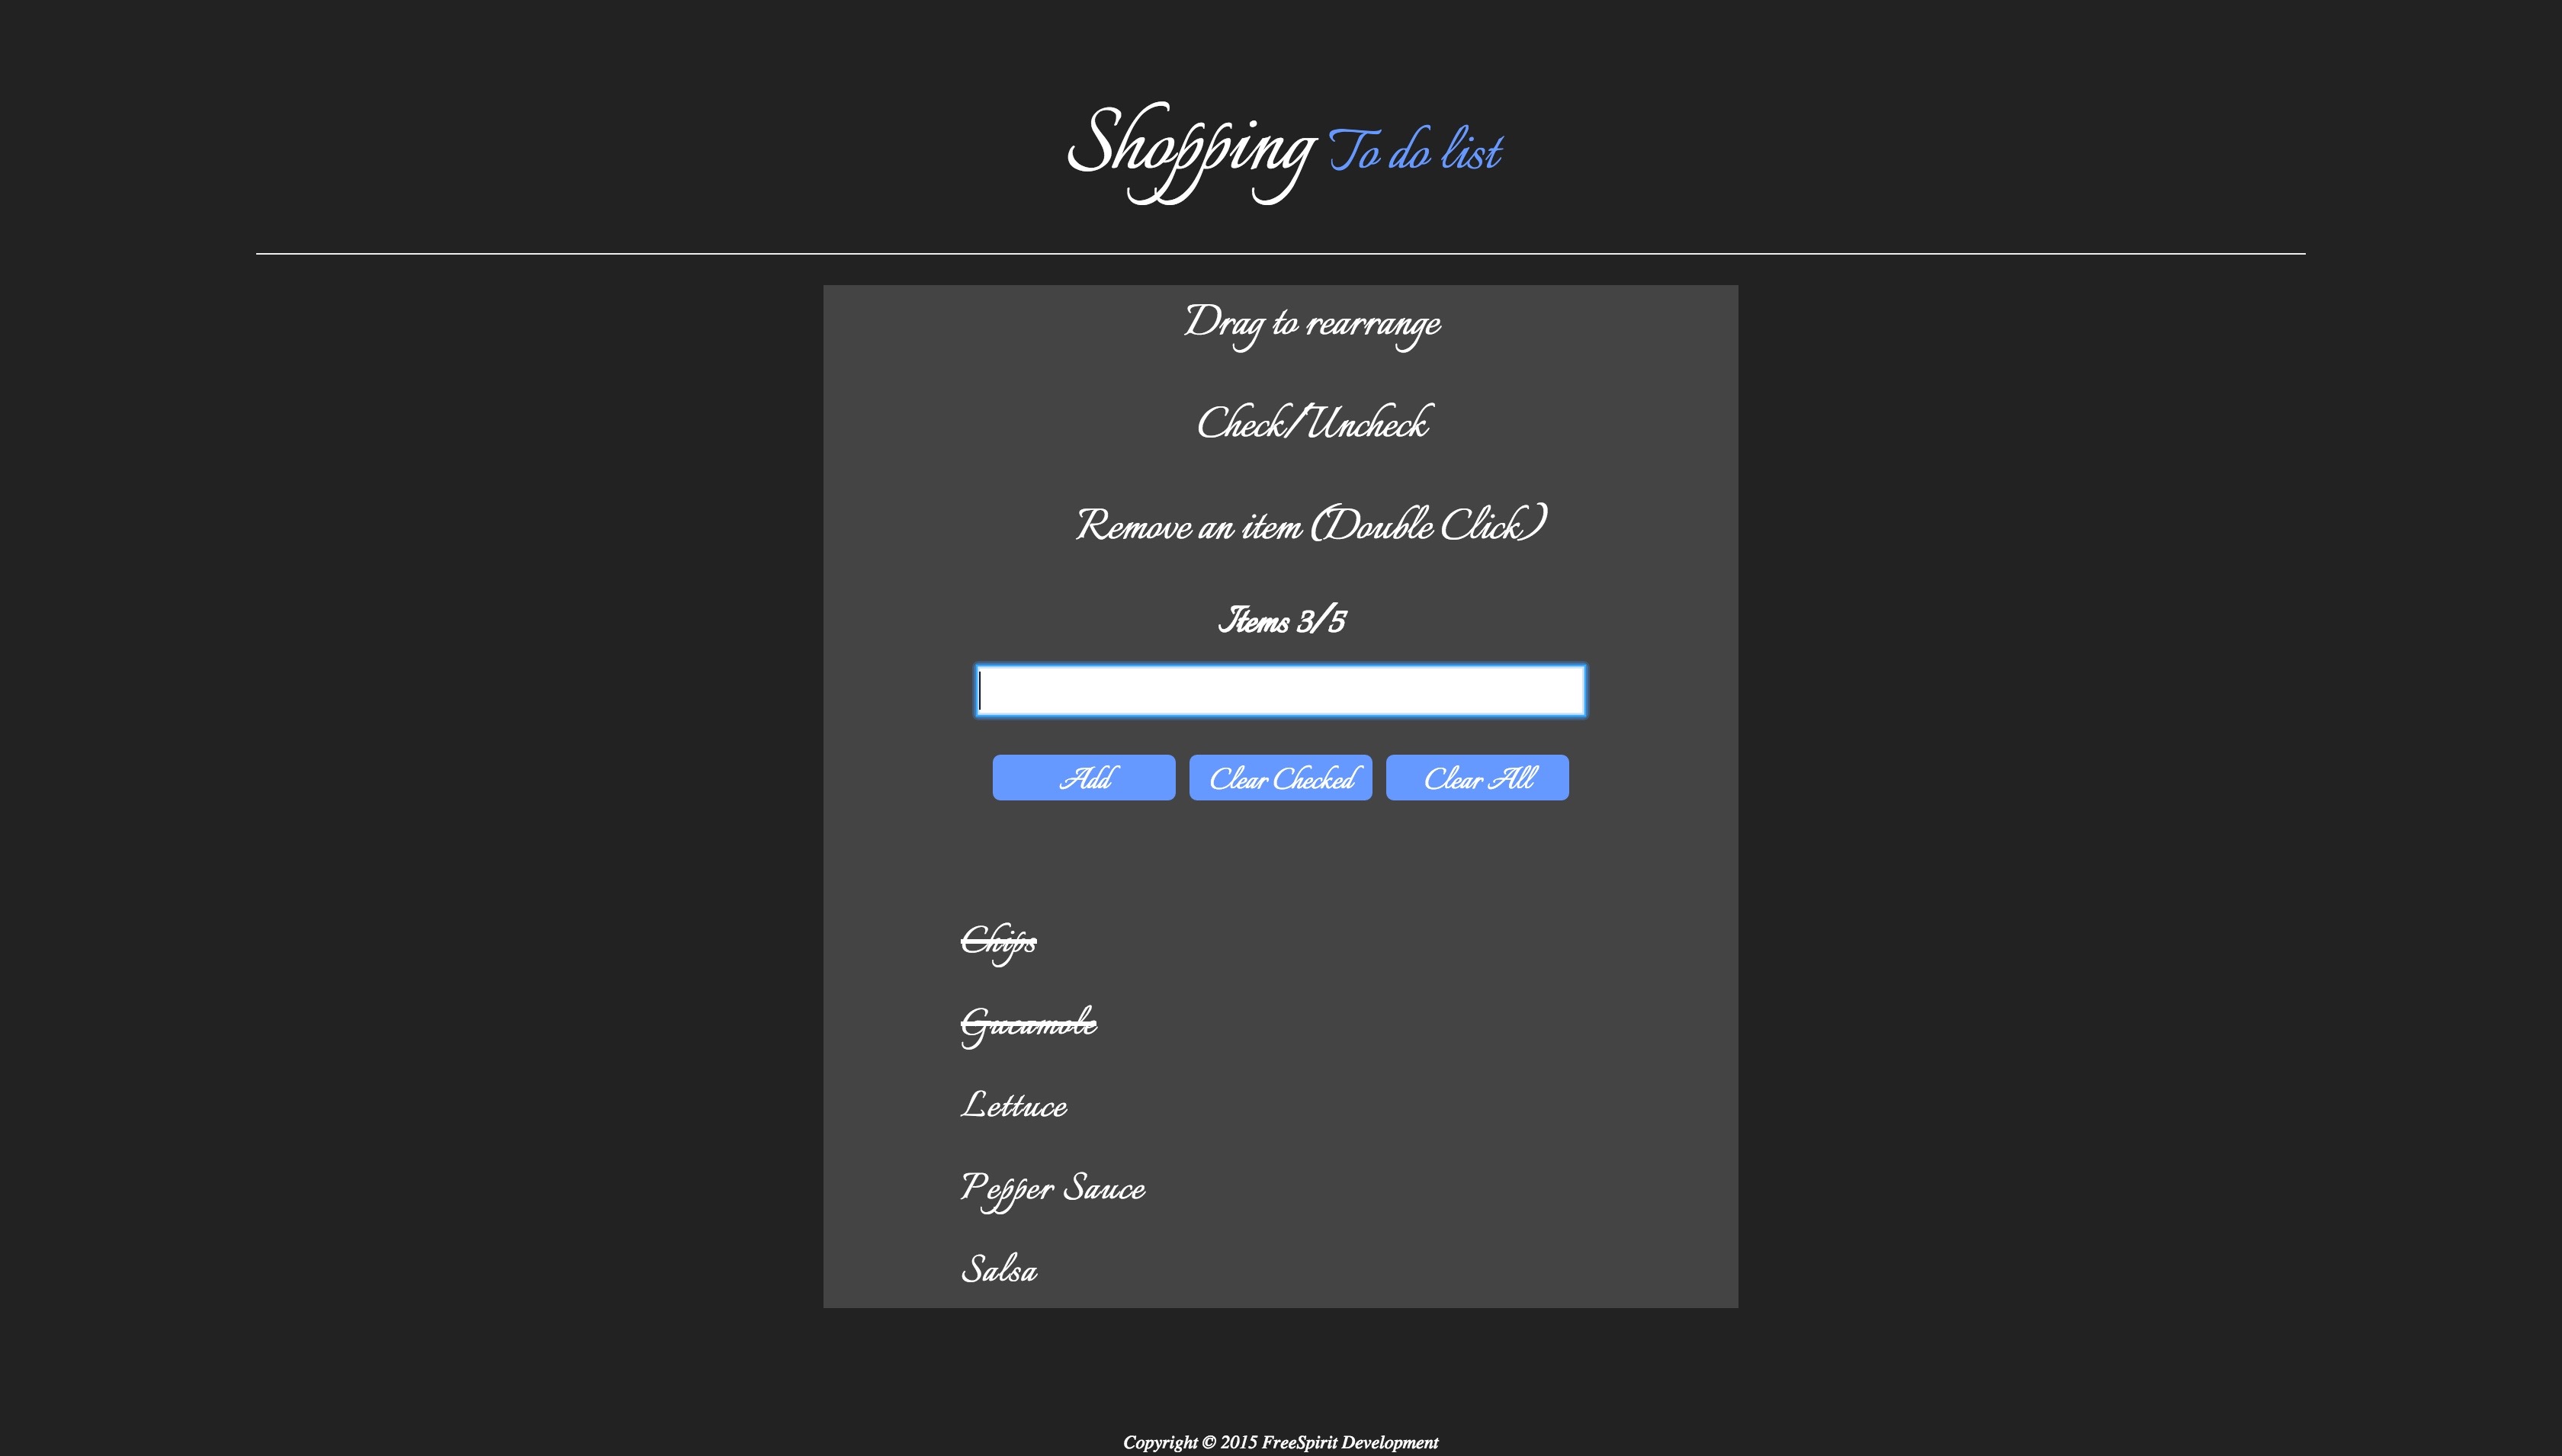 Shopping To do list
Drag to rearrange
Check/Uncheck
Remove an item (Double Click)
Items 3/5
Add Clear Checked Clear All
Chips
Gucamole
Lettuce
Pepper Sauce
Salsa
Copyright © 2015 FreeSpirit Development